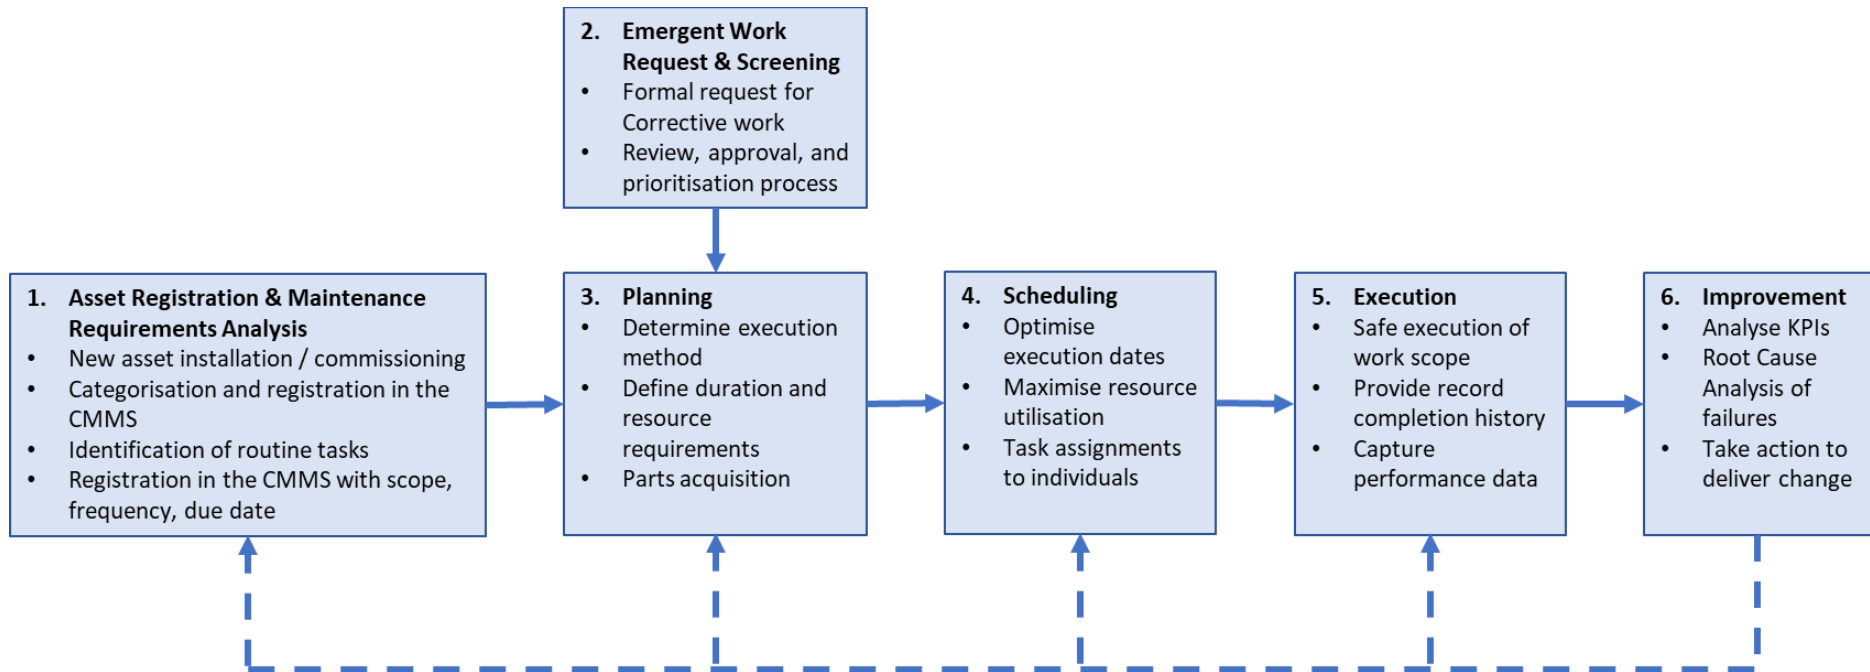 2. Emergent Work
Request & Screening
• Formal request for
Corrective work
• Review, approval, and
prioritisation process
1. Asset Registration & Maintenance
Requirements Analysis
• New asset installation / commissioning
• Categorisation and registration in the
CMMS
• Identification of routine tasks
• Registration in the CMMS with scope,
frequency, due date
3. Planning
• Determine execution
method
• Define duration and
resource
requirements
• Parts acquisition
4. Scheduling
• Optimise
execution dates
• Maximise resource
utilisation
• Task assignments
to individuals
5. Execution
• Safe execution of
work scope
• Provide record
completion history
• Capture
performance data
6. Improvement
• Analyse KPIs
• Root Cause
Analysis of
failures
• Take action to
deliver change